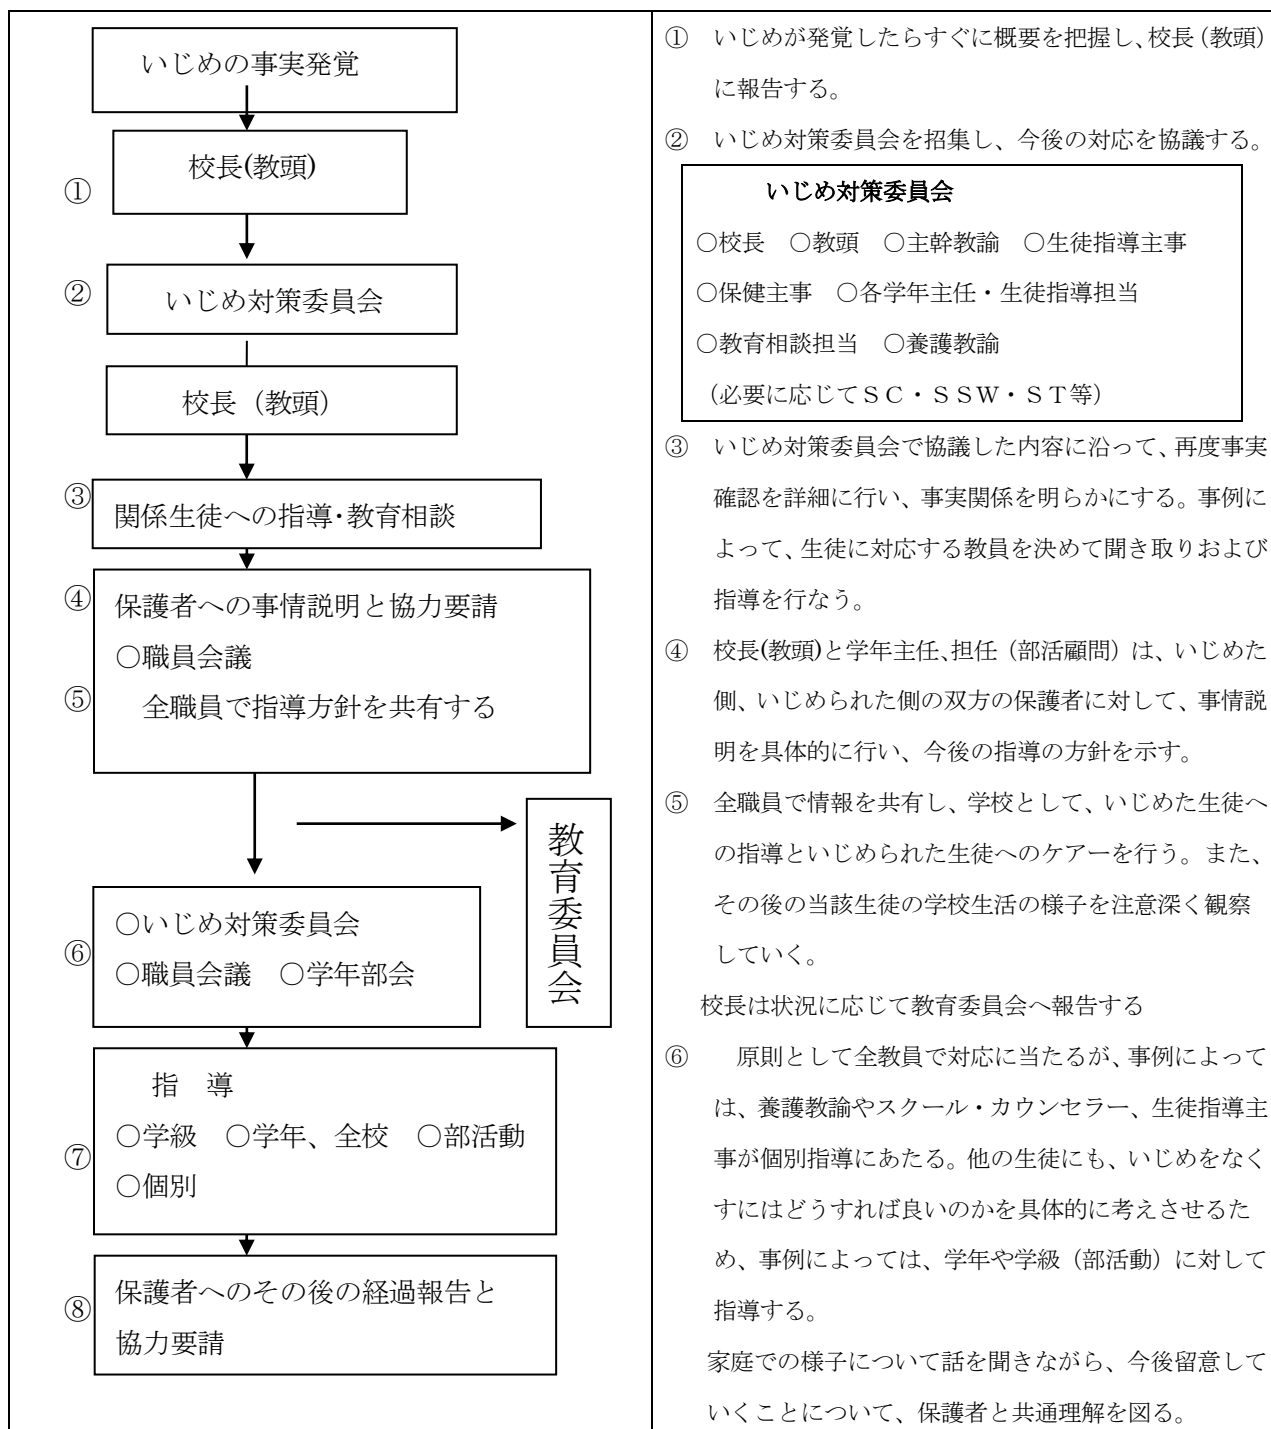 いじめの事実発覚
校長(教頭)
①
② いじめ対策委員会
校長（教頭）
③
関係生徒への指導･教育相談
④ 保護者への事情説明と協力要請
○職員会議
⑤ 全職員で指導方針を共有する
教育委員会
○いじめ対策委員会
⑥
○職員会議　○学年部会
指　導
○学級　○学年、全校　○部活動
⑦
○個別
保護者へのその後の経過報告と
⑧
協力要請
①　いじめが発覚したらすぐに概要を把握し、校長（教頭）
に報告する。
②　いじめ対策委員会を招集し、今後の対応を協議する。
いじめ対策委員会
○校長　○教頭　○主幹教諭　○生徒指導主事
○保健主事　○各学年主任・生徒指導担当
○教育相談担当　○養護教諭
（必要に応じてＳＣ・ＳＳＷ・ＳＴ等）
③　いじめ対策委員会で協議した内容に沿って、再度事実
確認を詳細に行い、事実関係を明らかにする。事例に
よって、生徒に対応する教員を決めて聞き取りおよび
指導を行なう。
④　校長(教頭)と学年主任、担任（部活顧問）は、いじめた
側、いじめられた側の双方の保護者に対して、事情説
明を具体的に行い、今後の指導の方針を示す。
⑤　全職員で情報を共有し、学校として、いじめた生徒へ
の指導といじめられた生徒へのケアーを行う。また、
その後の当該生徒の学校生活の様子を注意深く観察
していく。
校長は状況に応じて教育委員会へ報告する
⑥　原則として全教員で対応に当たるが、事例によって
は、養護教諭やスクール・カウンセラー、生徒指導主
事が個別指導にあたる。他の生徒にも、いじめをなく
すにはどうすれば良いのかを具体的に考えさせるた
め、事例によっては、学年や学級（部活動）に対して
指導する。
家庭での様子について話を聞きながら、今後留意して
いくことについて、保護者と共通理解を図る。